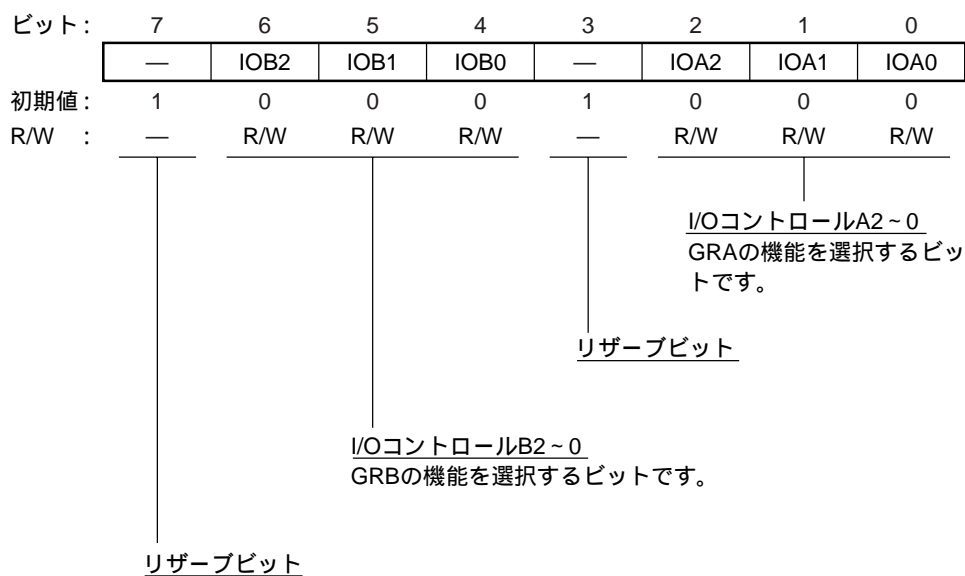 ビット: 7 6 5 4 3 2 1 0
— IOB2 IOB1 IOB0 — IOA2 IOA1 IOA0
初期値: 1 0 0 0 1 0 0 0
R/W : — R/W R/W R/W — R/W R/W R/W
I/OコントロールA2~0
GRAの機能を選択するビッ
トです。
リザーブビット
I/OコントロールB2~0
GRBの機能を選択するビットです。
リザーブビット